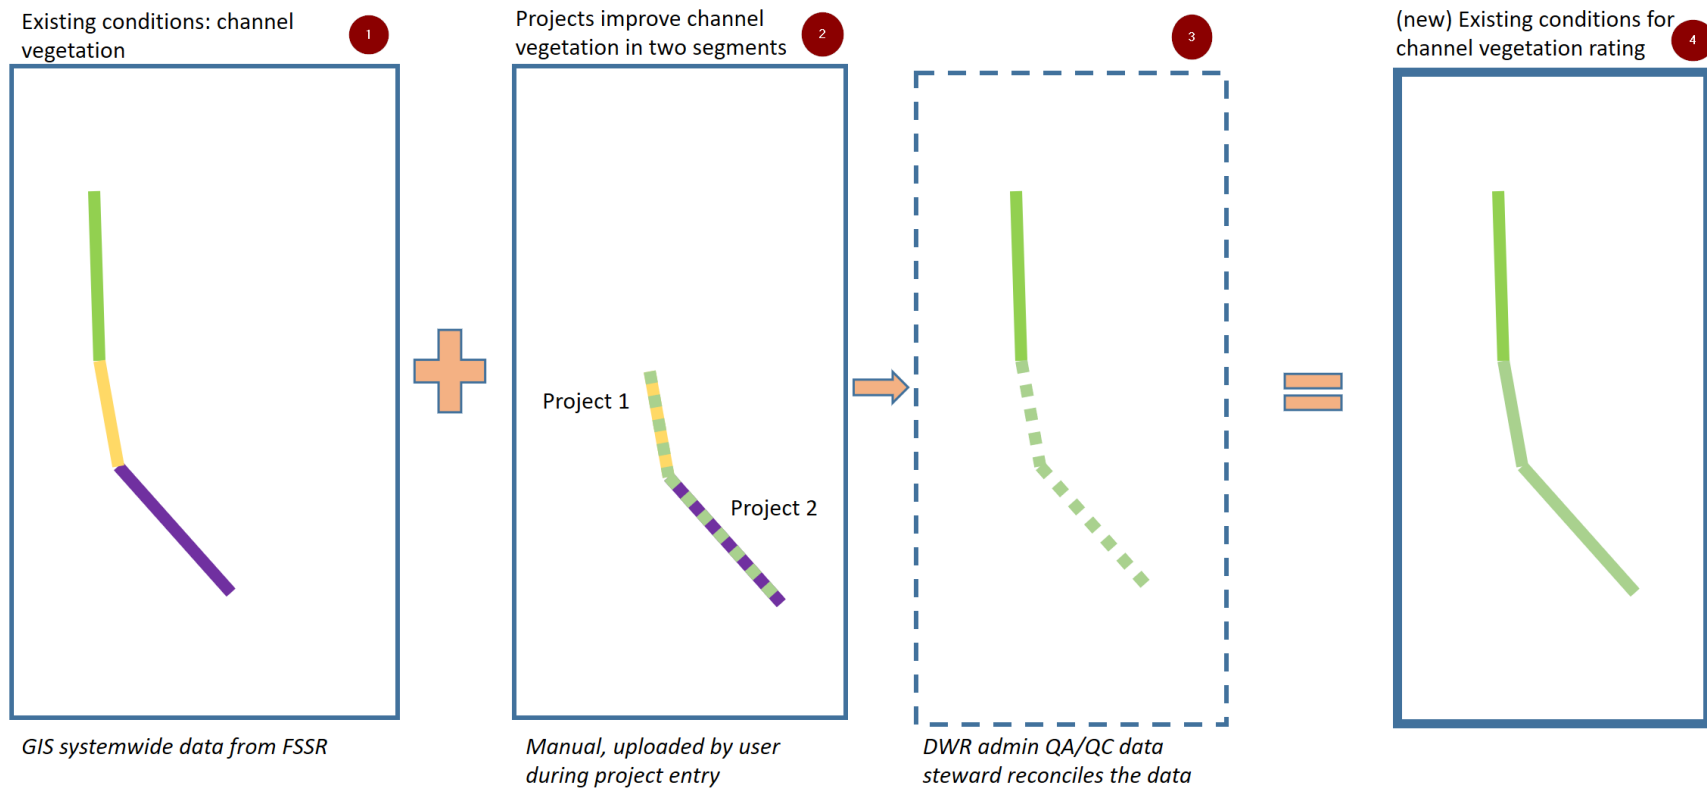 Existing conditions: channel
vegetation
1
Projects improve channel
vegetation in two segments
2
3
(new) Existing conditions for
channel vegetation rating
4
Project 1
Project 2
GIS systemwide data from FSSR
Manual, uploaded by user
during project entry
DWR admin QA/QC data
steward reconciles the data